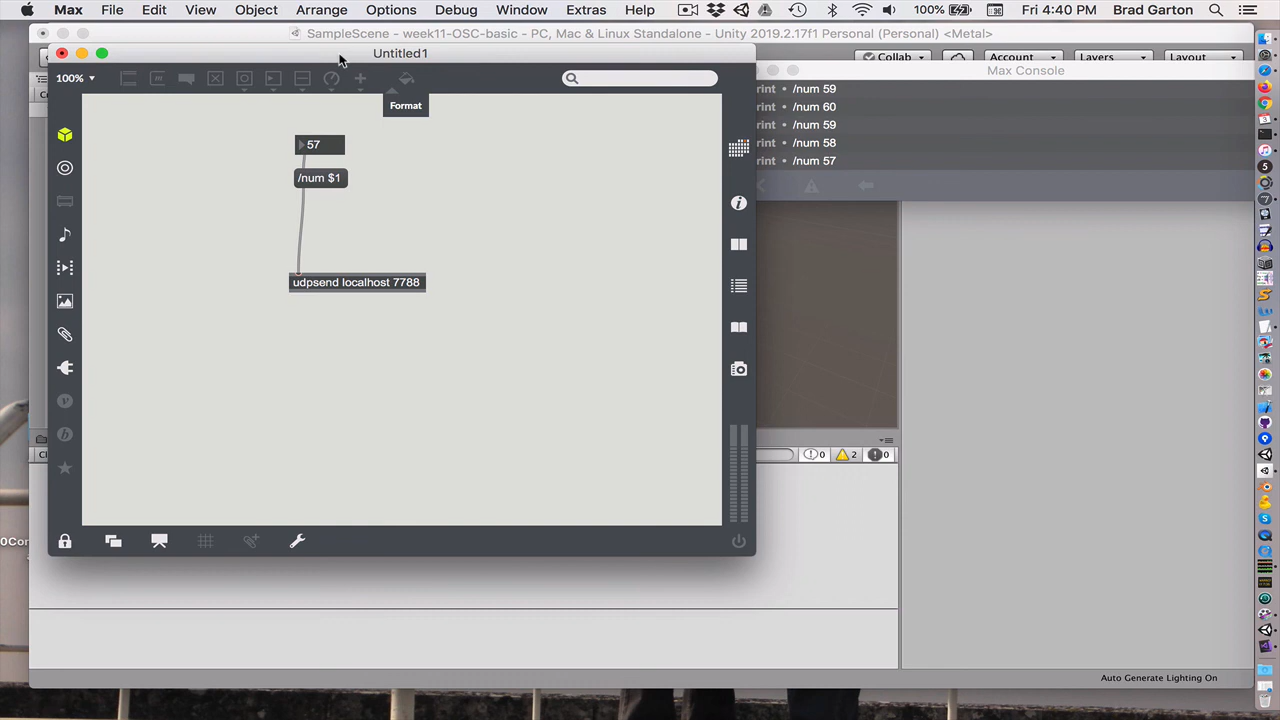 Max File Edit View Object Arrange Options Debug Window Extras Help 100% Fri 4:40 PM Brad Garton
SampleScene - week11-OSC-basic - PC, Mac & Linux Standalone - Unity 2019.2.17f1 Personal (Personal) <Metal>
Untitled1
Collab Account Layers Layout
Max Console
100%
Format
rint • /num 59
rint • /num 60
rint • /num 59
rint • /num 58
rint • /num 57
57
/num $1
udpsend localhost 7788
0 2 0
0Cor
Auto Generate Lighting On